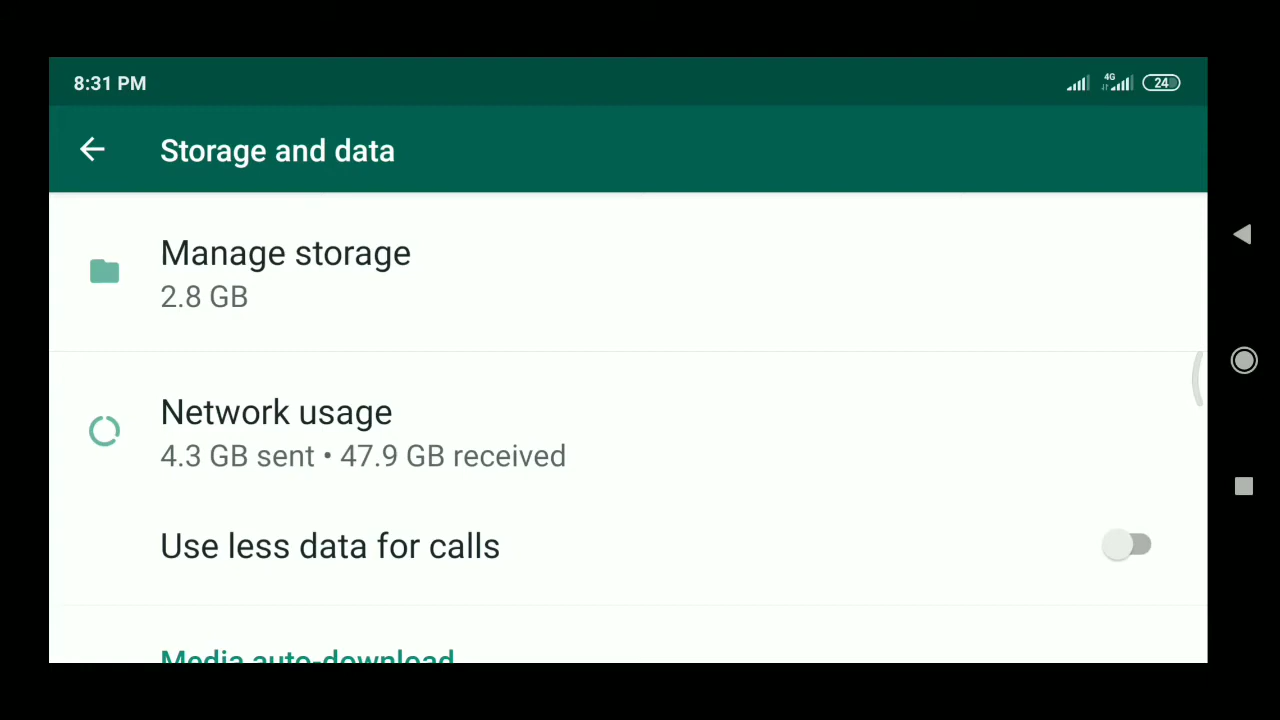 8:31 PM
4G
24
Storage and data
Manage storage
2.8 GB
Network usage
4.3 GB sent • 47.9 GB received
Use less data for calls
Media auto-download